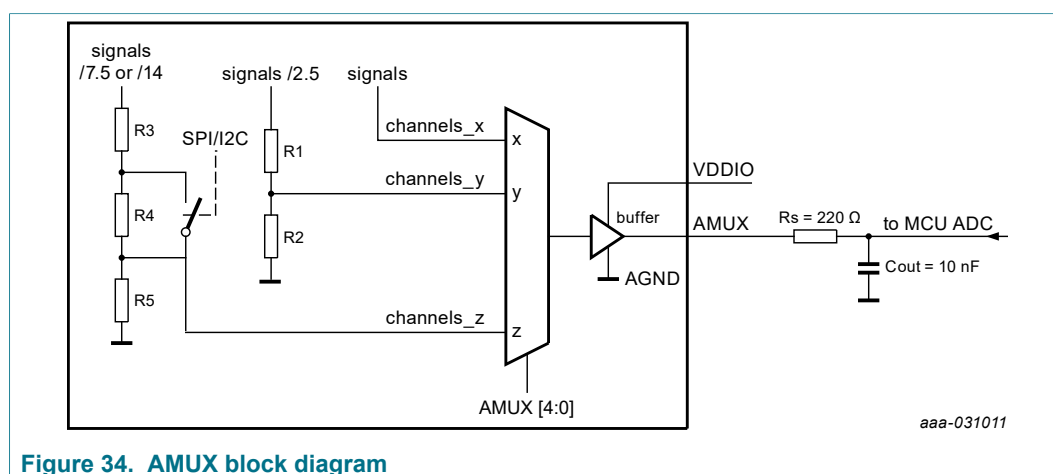 signals
/7.5 or /14
signals /2.5
signals
R3
SPI/I2C
R1
channels_x
x
VDDIO
channels_y
y
R4
buffer
AMUX
Rs = 220 Ω
to MCU ADC
R2
AGND
Cout = 10 nF
R5
channels_z
z
AMUX [4:0]
aaa-031011
Figure 34. AMUX block diagram